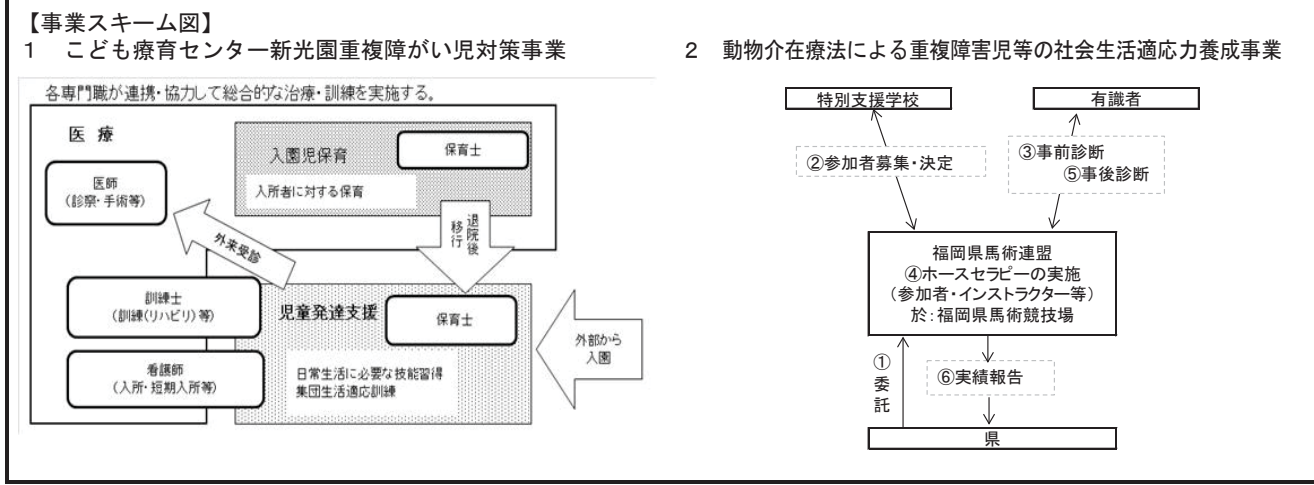 【事業スキーム図】
１　こども療育センター新光園重複障がい児対策事業
各専門職が連携・協力して総合的な治療・訓練を実施する。
医 療
医師
(診察・手術等)
入園児保育
保育士
入所者に対する保育
外来受診
退院後
移行
訓練士
(訓練(リハビリ)等)
看護師
(入所・短期入所等)
児童発達支援
保育士
日常生活に必要な技能習得
集団生活適応訓練
外部から
入園
２　動物介在療法による重複障害児等の社会生活適応力養成事業
特別支援学校
有識者
②参加者募集・決定
③事前診断
⑤事後診断
福岡県馬術連盟
④ホースセラピーの実施
（参加者・インストラクター等）
於：福岡県馬術競技場
①委託
⑥実績報告
県